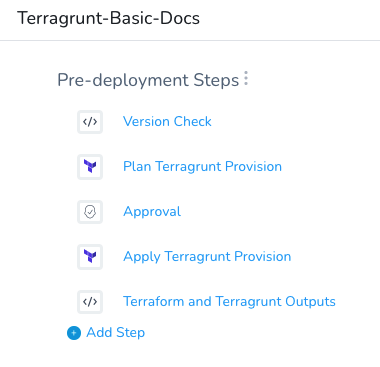 Terragrunt-Basic-Docs
Pre-deployment Steps
Version Check
Plan Terragrunt Provision
Approval
Apply Terragrunt Provision
Terraform and Terragrunt Outputs
Add Step